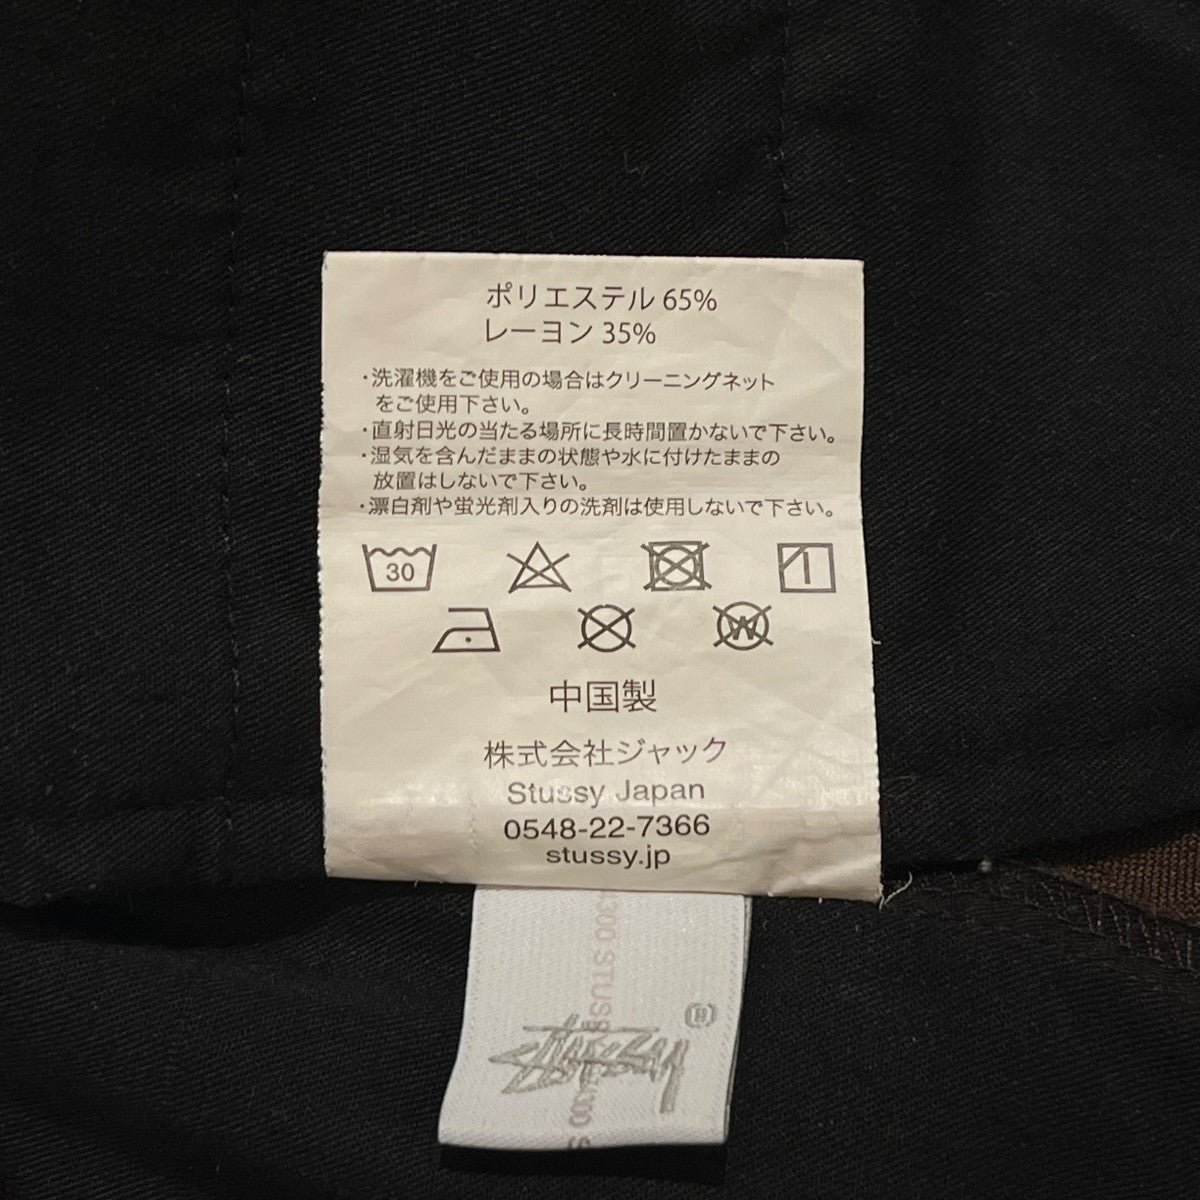 ポリエステル 65%
レーヨン 35%
・洗濯機をご使用の場合はクリーニングネット
をご使用下さい。
・直射日光の当たる場所に長時間置かないで下さい。
・湿気を含んだままの状態や水に付けたままの
放置はしないで下さい。
・漂白剤や蛍光剤入りの洗剤は使用しないで下さい。
30
W
中国製
株式会社ジャック
Stussy Japan
0548-22-7366
stussy.jp
4300 STUSSY
Stüssy